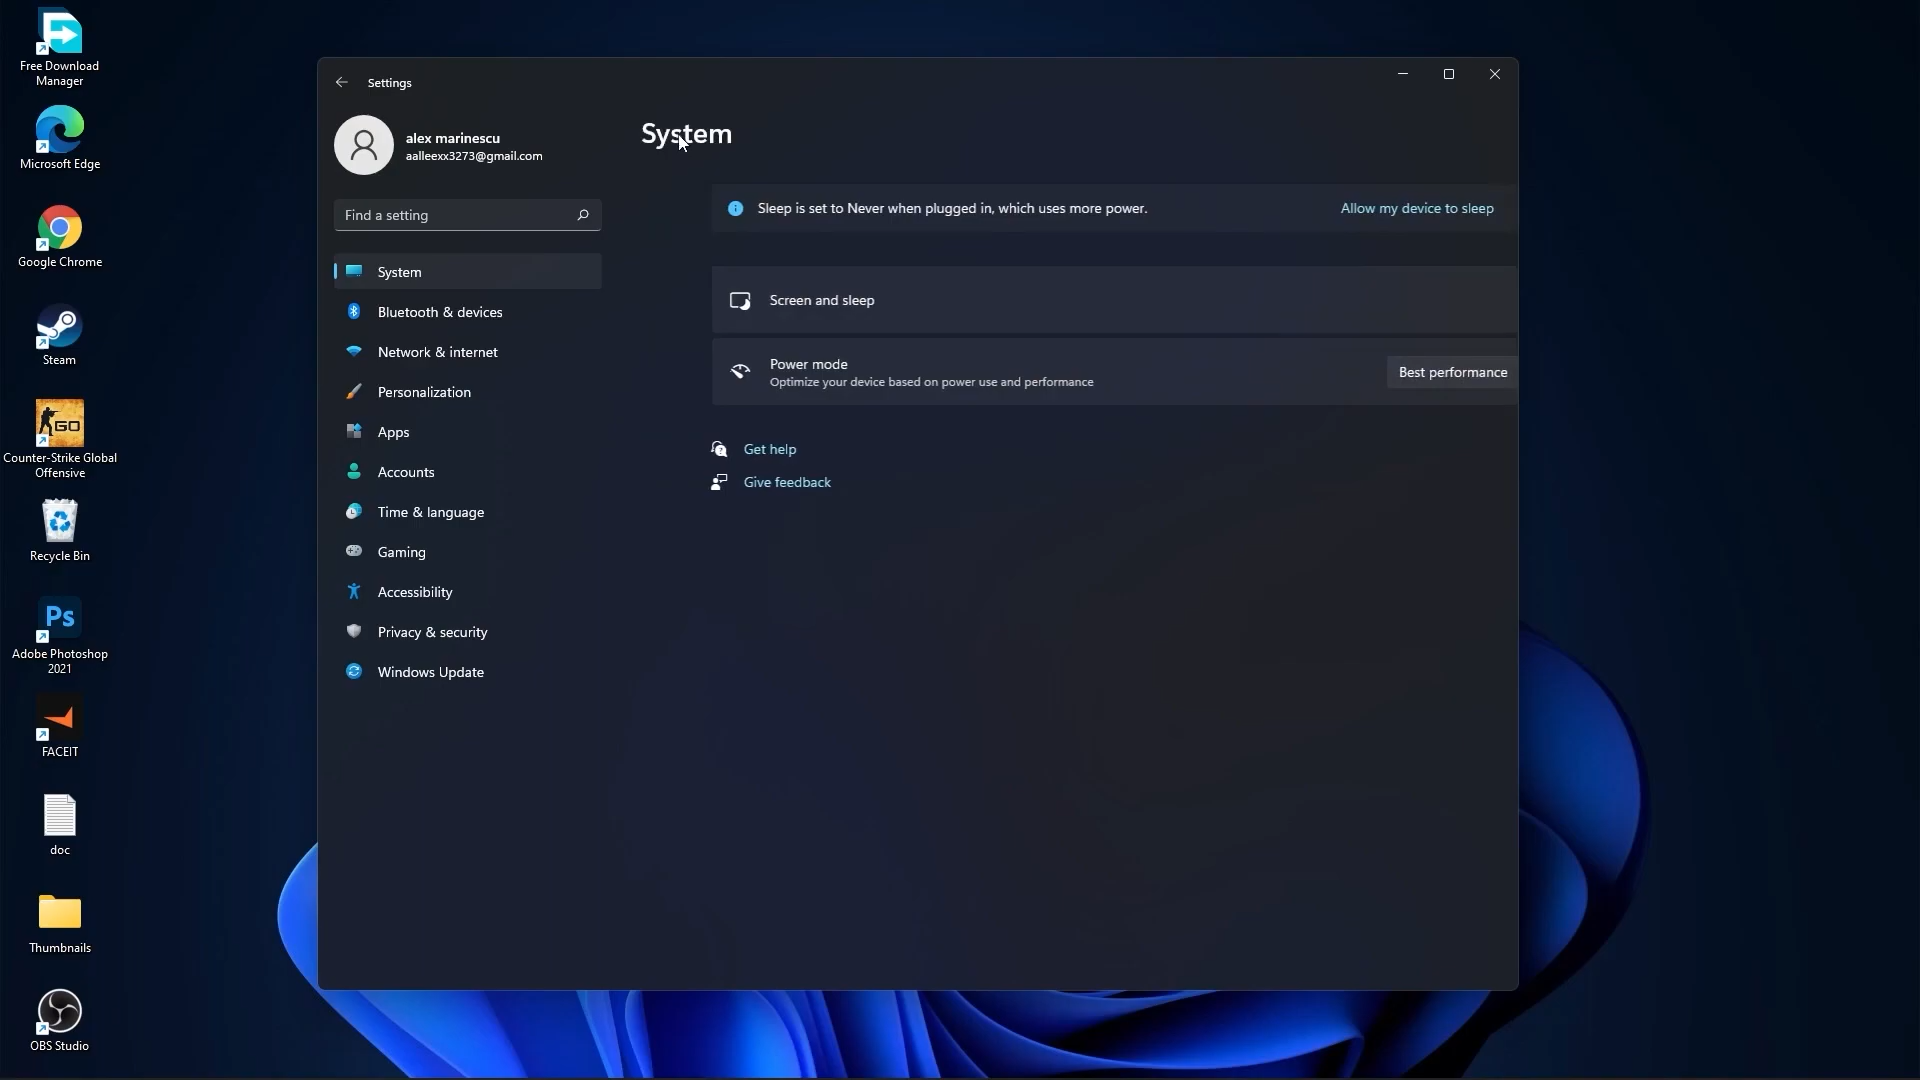 Free Download
Manager
Microsoft Edge
Google Chrome
Steam
GO
Counter-Strike Global
Offensive
Recycle Bin
Ps
Adobe Photoshop
2021
FACEIT
doc
Thumbnails
OBS Studio
Settings
alex marinescu
aalleexx3273@gmail.com
Find a setting
System
Bluetooth & devices
Network & internet
Personalization
Apps
Accounts
Time & language
Gaming
Accessibility
Privacy & security
Windows Update
System
Sleep is set to Never when plugged in, which uses more power.
Allow my device to sleep
Screen and sleep
Power mode
Optimize your device based on power use and performance
Best performance
Get help
Give feedback